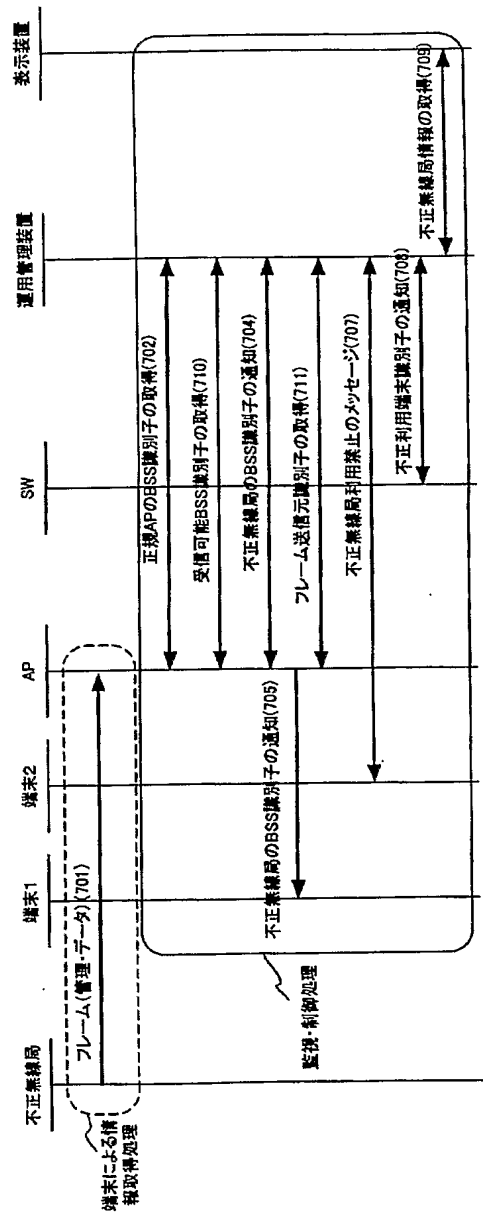 不正無線局
端末1
端末2
AP
SW
運用管理装置
表示装置
端末による情
報取得処理
フレーム(管理・データ)(701)
正規APのBSS識別子の取得(702)
受信可能BSS識別子の取得(710)
不正無線局のBSS識別子の通知(704)
不正無線局のBSS識別子の通知(705)
フレーム送信元識別子の取得(711)
不正無線局利用禁止のメッセージ(707)
不正利用端末識別子の通知(708)
不正無線局情報の取得(709)
監視・制御処理